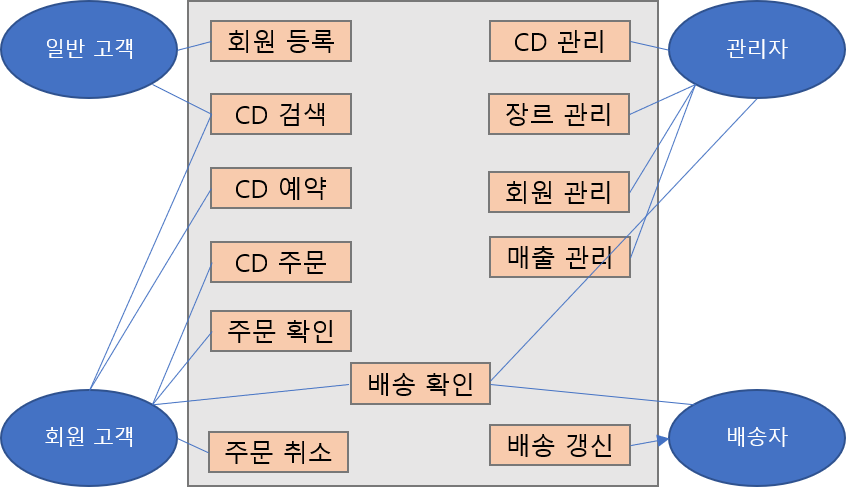 일반 고객
회원 등록
CD 관리
관리자
CD 검색
장르 관리
CD 예약
회원 관리
CD 주문
매출 관리
주문 확인
배송 확인
회원 고객
주문 취소
배송 갱신
배송자